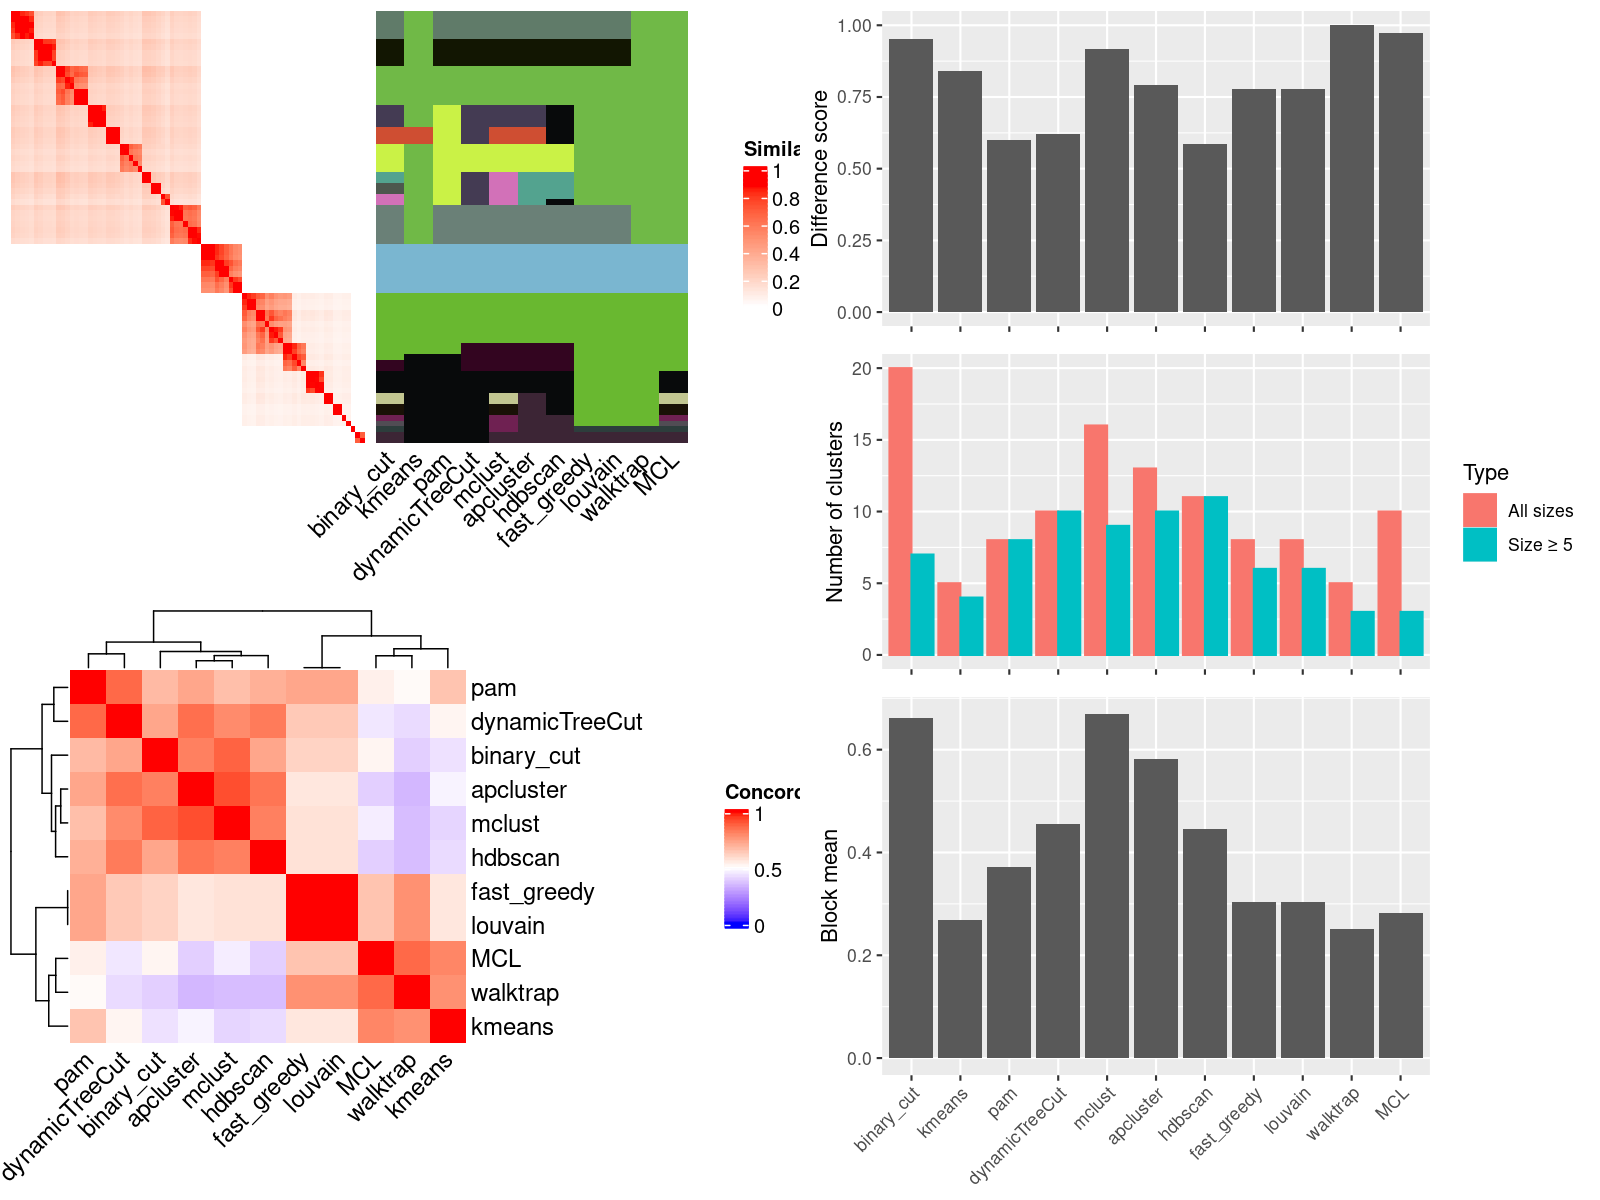 Simila
1
0.8
0.6
0.4
0.2
0
binary_cut
kmeans
pam
dynamicTreeCut
mclust
apcluster
hdbscan
fast_greedy
louvain
walktrap
MCL
pam
dynamicTreeCut
binary_cut
apcluster
mclust
hdbscan
fast_greedy
louvain
MCL
walktrap
kmeans
pam
dynamicTreeCut
binary_cut
apcluster
mclust
hdbscan
fast_greedy
louvain
MCL
walktrap
kmeans
Conco
1
0.5
0
Difference score
1.00
0.75
0.50
0.25
0.00
Number of clusters
20
15
10
5
0
Type
All sizes
Size ≥ 5
Block mean
0.6
0.4
0.2
0.0
binary_cut
kmeans
pam
dynamicTreeCut
mclust
apcluster
hdbscan
fast_greedy
louvain
walktrap
MCL